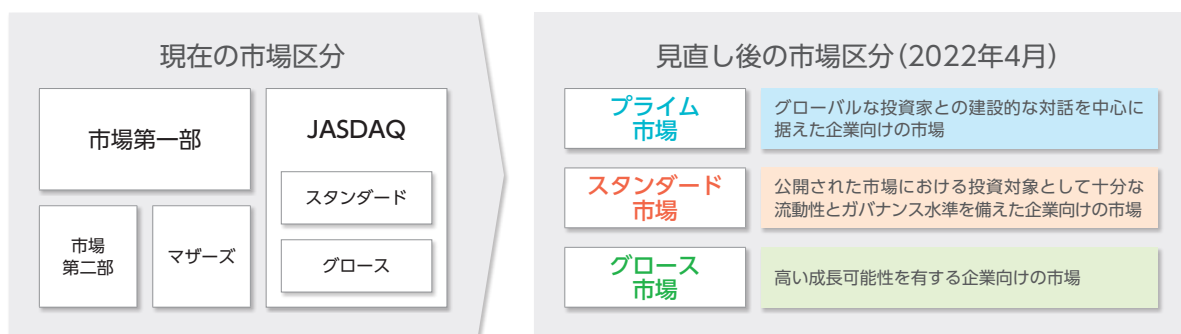 現在の市場区分
市場第一部
市場
第二部
マザーズ
JASDAQ
スタンダード
グロース
見直し後の市場区分(2022年4月)
プライム
市場
グローバルな投資家との建設的な対話を中心に
据えた企業向けの市場
スタンダード
市場
公開された市場における投資対象として十分な
流動性とガバナンス水準を備えた企業向けの市場
グロース
市場
高い成長可能性を有する企業向けの市場